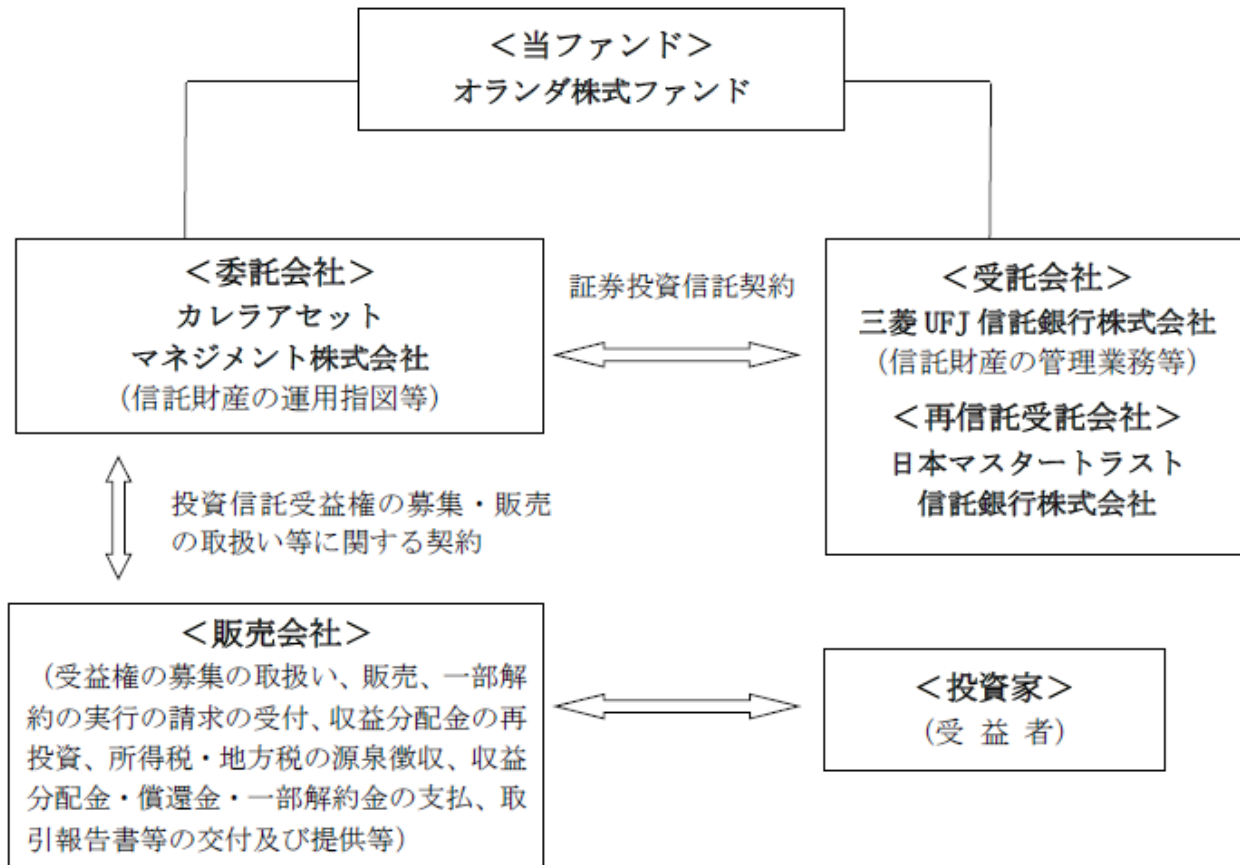 ＜当ファンド＞
オランダ株式ファンド
＜委託会社＞
カレラアセット
マネジメント株式会社
（信託財産の運用指図等）
証券投資信託契約
＜受託会社＞
三菱 UFJ 信託銀行株式会社
（信託財産の管理業務等）
＜再信託受託会社＞
日本マスタートラスト
信託銀行株式会社
投資信託受益権の募集・販売
の取扱い等に関する契約
＜販売会社＞
（受益権の募集の取扱い、販売、一部解
約の実行の請求の受付、収益分配金の再
投資、所得税・地方税の源泉徴収、収益
分配金・償還金・一部解約金の支払、取
引報告書等の交付及び提供等）
＜投資家＞
（受 益 者）